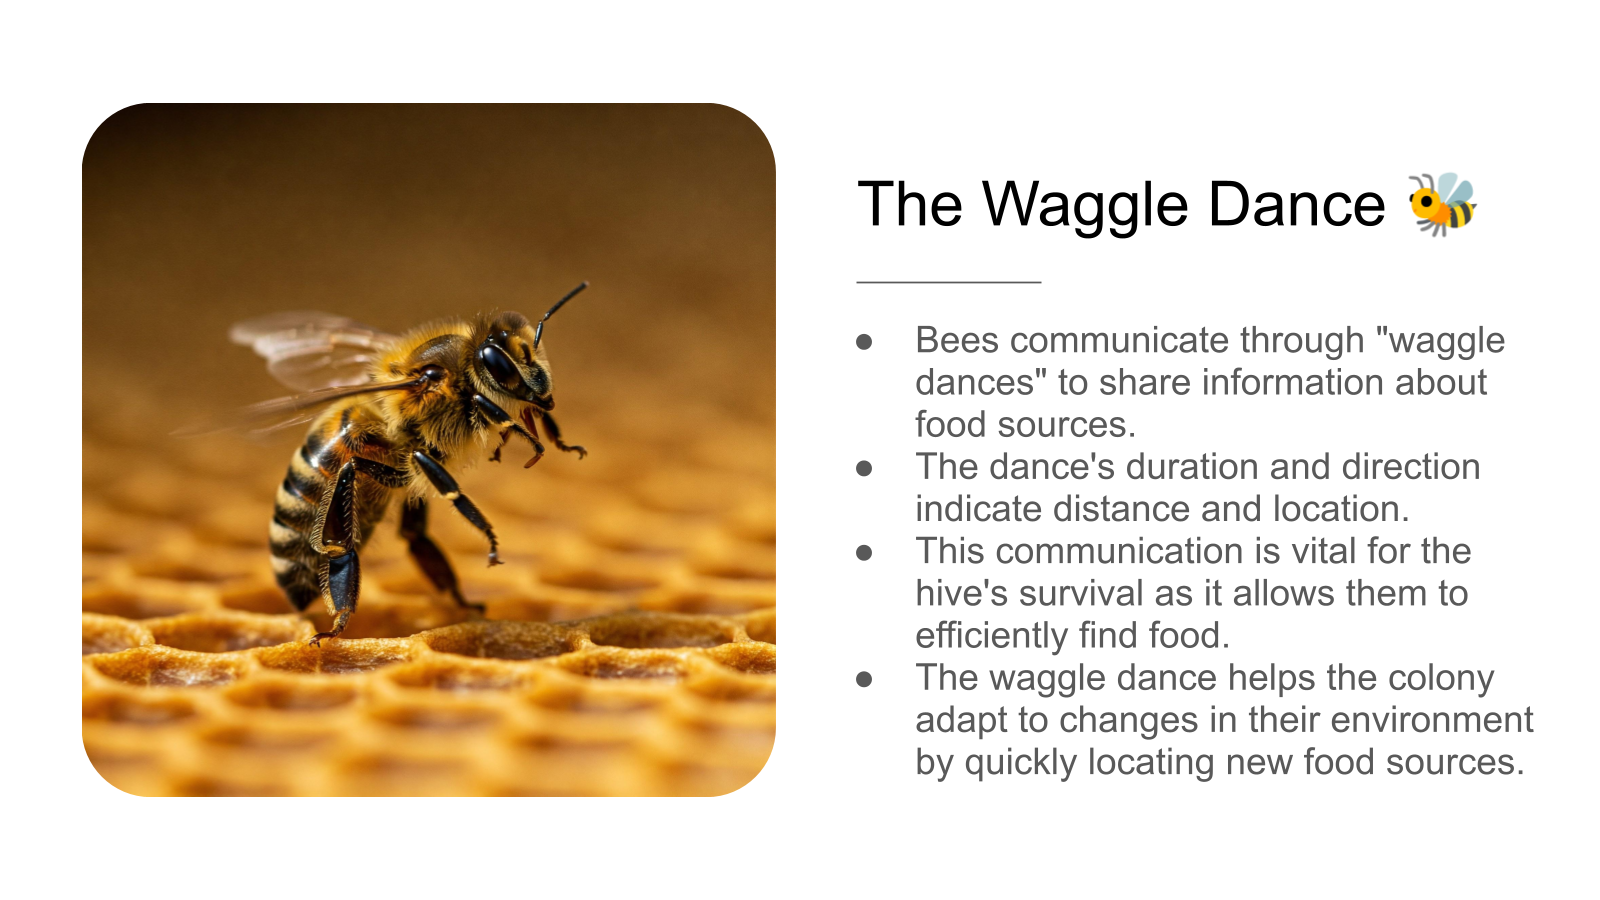 The Waggle Dance 🐝
● Bees communicate through "waggle
dances" to share information about
food sources.
● The dance's duration and direction
indicate distance and location.
● This communication is vital for the
hive's survival as it allows them to
efficiently find food.
● The waggle dance helps the colony
adapt to changes in their environment
by quickly locating new food sources.